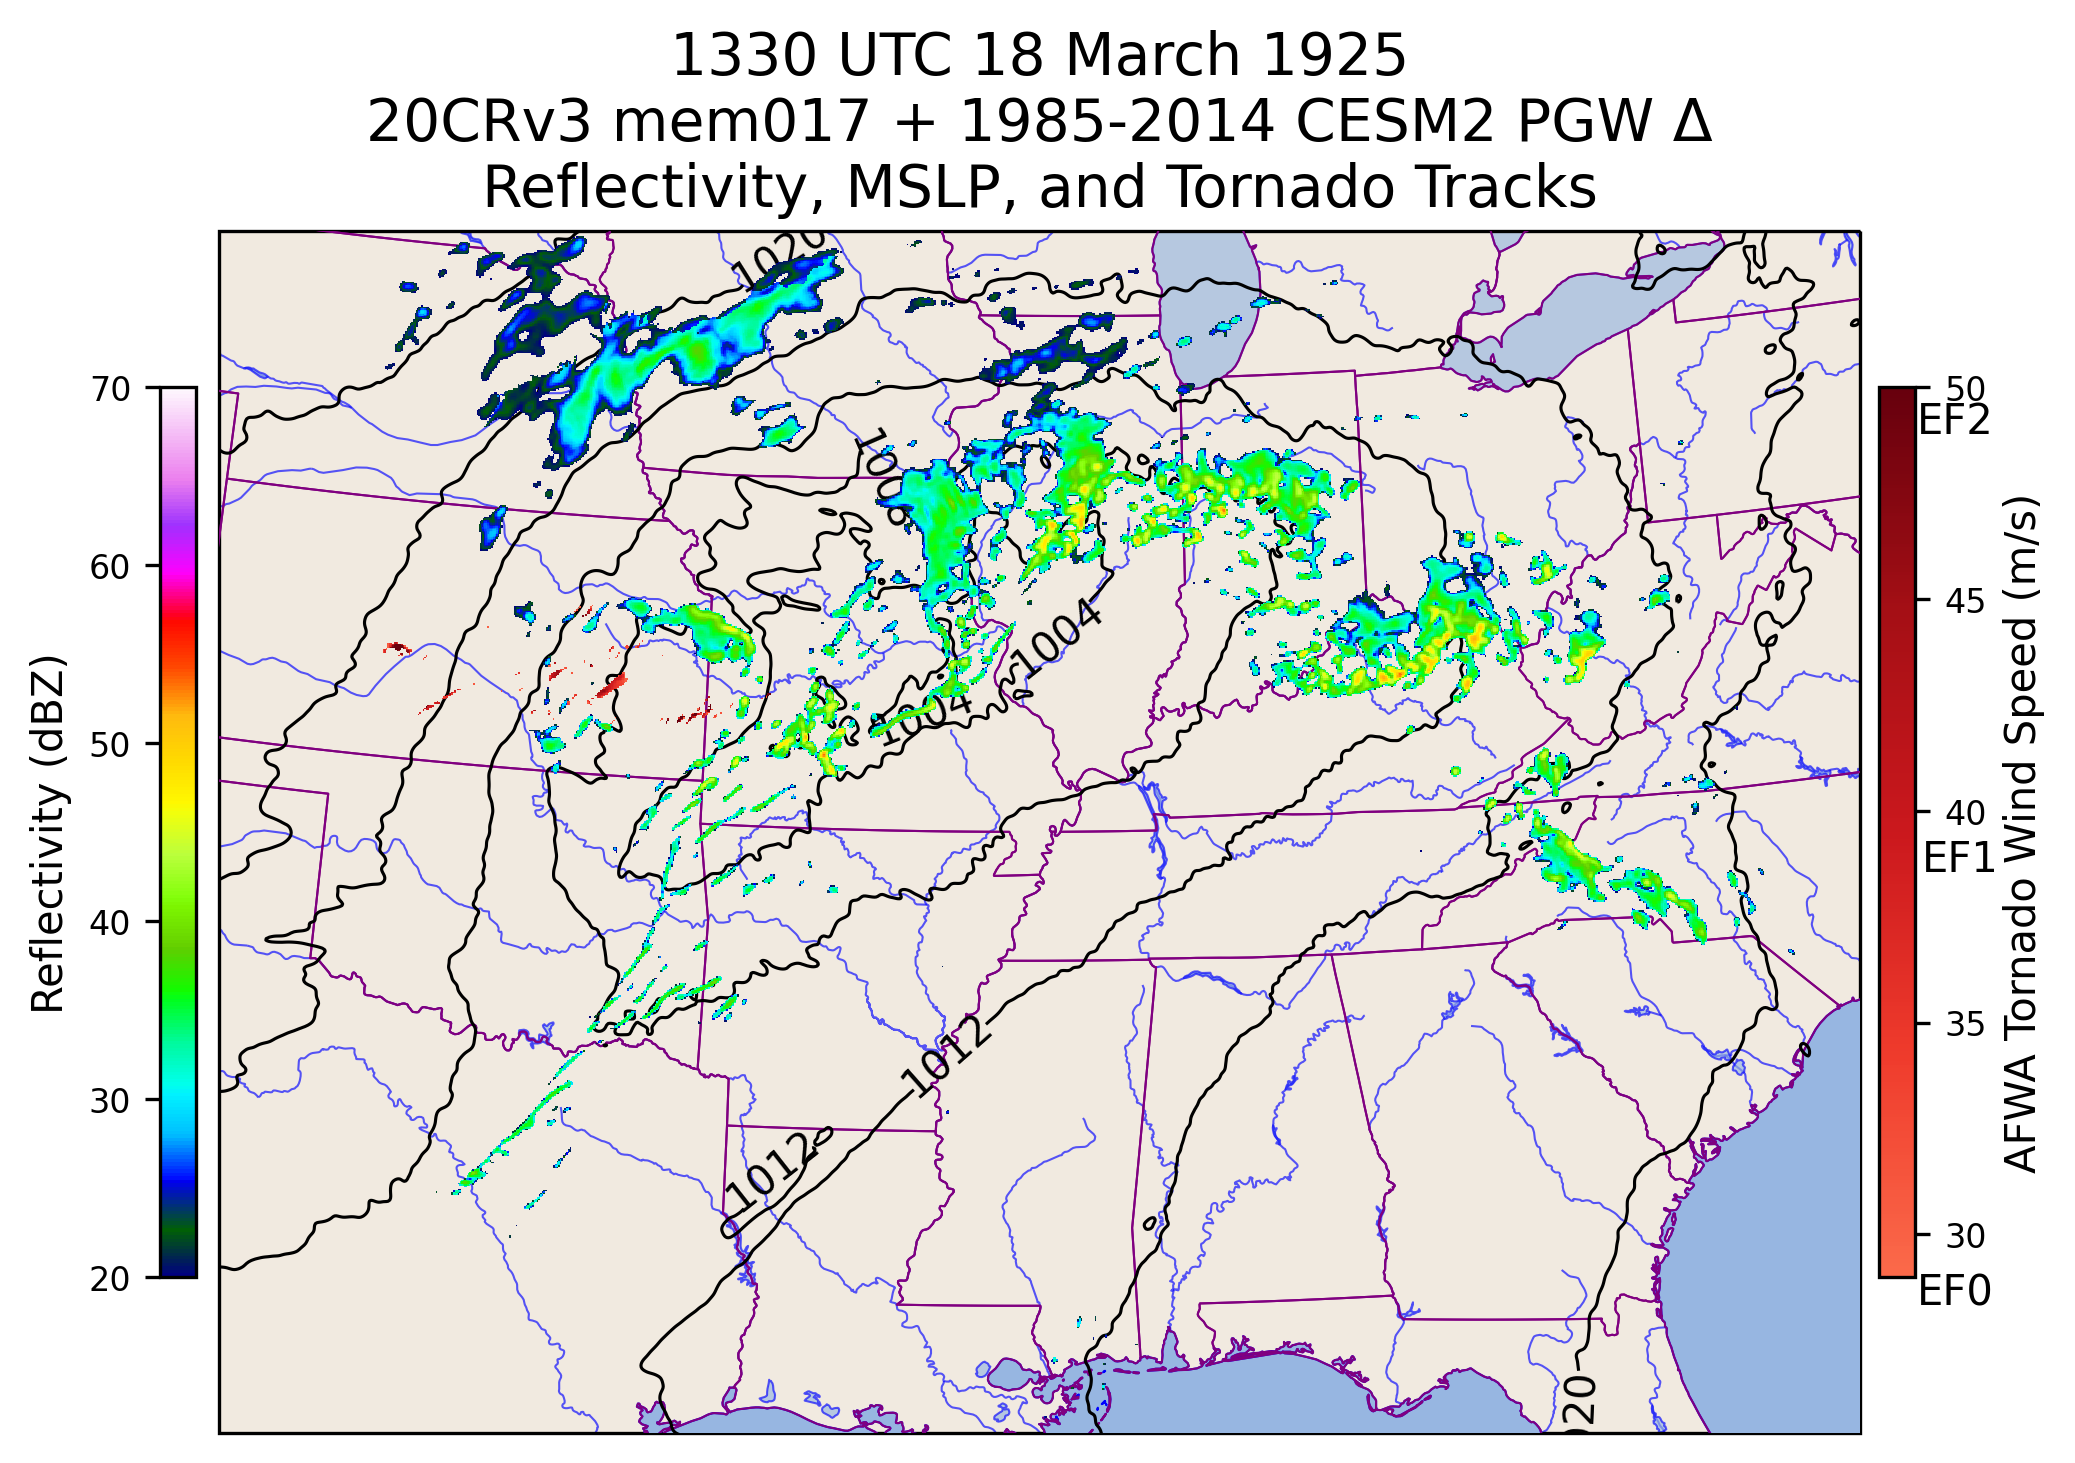 1330 UTC 18 March 1925
20CRv3 mem017 + 1985-2014 CESM2 PGW Δ
Reflectivity, MSLP, and Tornado Tracks
Reflectivity (dBZ)
70
60
50
40
30
20
1020
1008
1004
1004
1012
1012
020
50
EF2
45
40
EF1
35
30
EF0
AFWA Tornado Wind Speed (m/s)